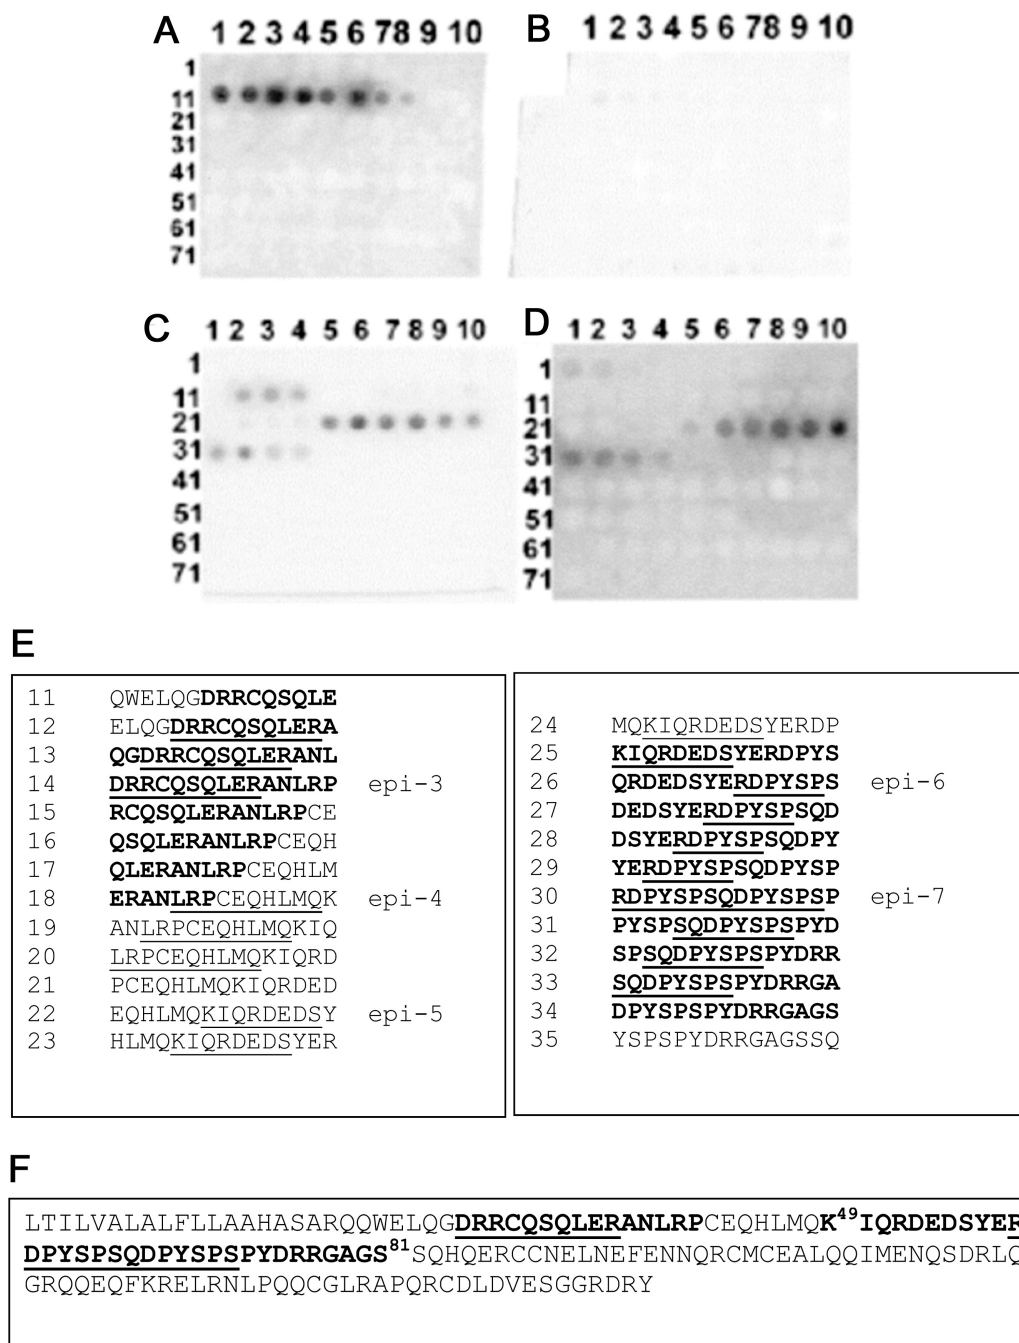 A
1 2 3 4 5 6 7 8 9 10
1
11
21
31
41
51
61
71
B
1 2 3 4 5 6 7 8 9 10
C
1 2 3 4 5 6 7 8 9 10
1
11
21
31
41
51
61
71
D
1 2 3 4 5 6 7 8 9 10
1
11
21
31
41
51
61
71
E
11 QWELQGDRRCQSQLE
12 ELQGDRRCQSQLERA
13 QGDRRCQSQLERANL
14 DRRCQSQLERANLRP epi-3
15 RCQSQLERANLRPCE
16 QSQLERANLRPCEQH
17 QLERANLRPCEQHLM
18 ERANLRPCEQHLMQK epi-4
19 ANLRPCEQHLMQKIQ
20 LRPCEQHLMQKIQRD
21 PCEQHLMQKIQRDED
22 EQHLMQKIQRDEDSY epi-5
23 HLMQKIQRDEDSYER
24 MQKIQRDEDSYERDP
25 KIQRDEDSYERDPYS
26 QRDEDSYERDPYSPS epi-6
27 DEDSYERDPYSPSQD
28 DSYERDPYSPSQDPY
29 YERDPYSPSQDPYSP
30 RDPYSPSQDPYSPSP epi-7
31 PYSPSQDPYSPSPYD
32 SPSQDPYSPSPYDRR
33 SQDPYSPSPYDRRGA
34 DPYSPSPYDRRGAGS
35 YSPSPYDRRGAGSSQ
F
LTILVALALFLLAAHASARQQWELQGDRRCQSQLERANLRPCEQHLMQK⁴⁹IQRDEDSYER
DPYSPSQDPYSPSPYDRRGAGS⁸¹SQHQERCCNELNEFENNQRCMCEALQQIMENQSDRLQ
GRQQEQFKRELRNLPQQCGLRAPQRCDLDVESGGRDRY